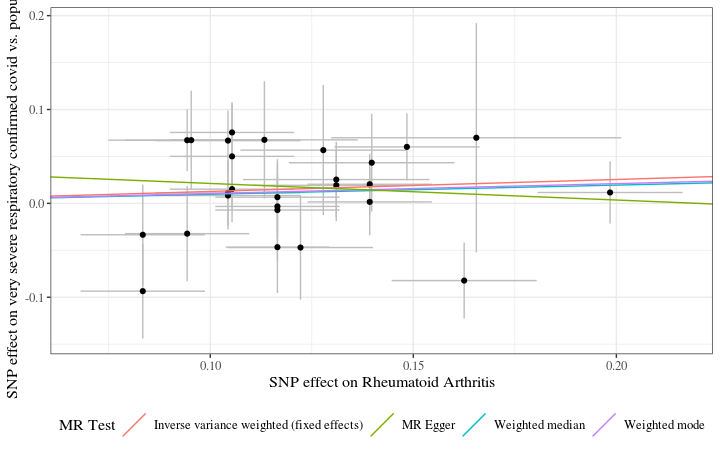 SNP effect on very severe respiratory confirmed covid vs.
0.2
0.1
0.0
-0.1
0.10
0.15
0.20
SNP effect on Rheumatoid Arthritis
MR Test
Inverse variance weighted (fixed effects)
MR Egger
Weighted median
Weighted mode